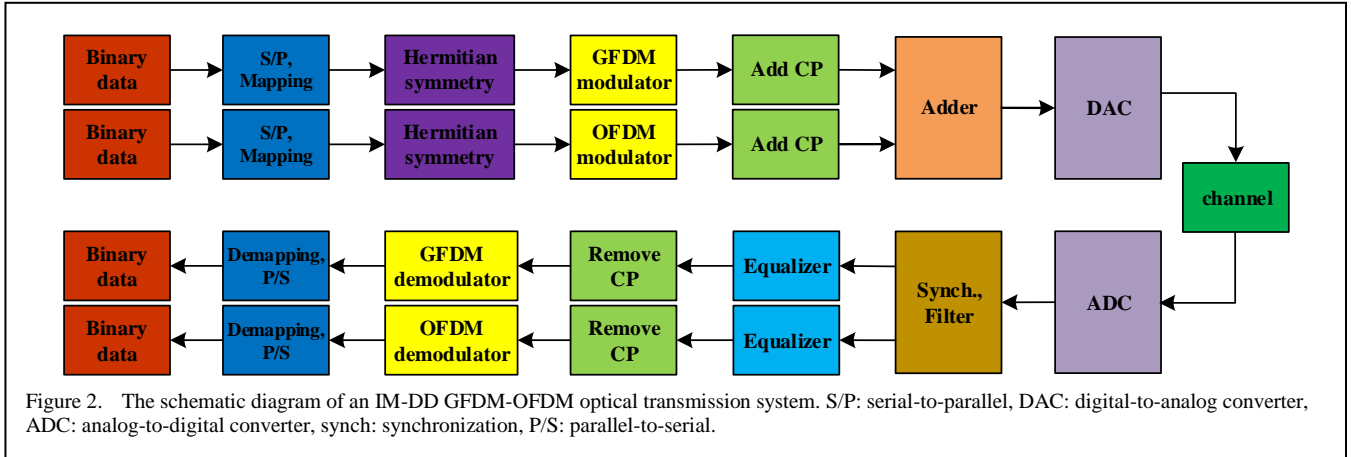 Binary data
S/P, Mapping
Hermitian symmetry
GFDM modulator
Add CP
Adder
DAC
Binary data
S/P, Mapping
Hermitian symmetry
OFDM modulator
Add CP
channel
Binary data
Demapping, P/S
GFDM demodulator
Remove CP
Equalizer
Synch., Filter
ADC
Binary data
Demapping, P/S
OFDM demodulator
Remove CP
Equalizer
Figure 2. The schematic diagram of an IM-DD GFDM-OFDM optical transmission system. S/P: serial-to-parallel, DAC: digital-to-analog converter,
ADC: analog-to-digital converter, synch: synchronization, P/S: parallel-to-serial.